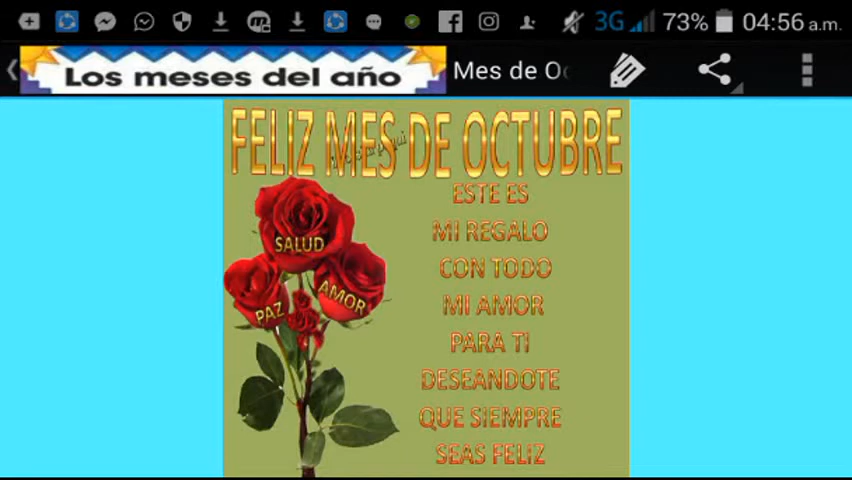 3G 73% 04:56 a.m.
Los meses del año Mes de Oc
FELIZ MES DE OCTUBRE
ESTE ES
MI REGALO
CON TODO
MI AMOR
PARA TI
DESEANDOTE
QUE SIEMPRE
SEAS FELIZ
SALUD
PAZ
AMOR